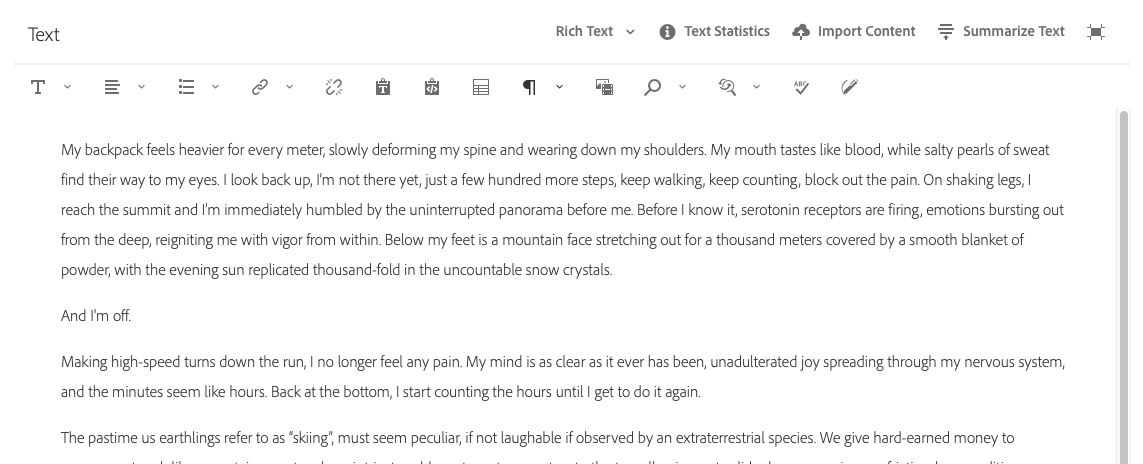 Text
Rich Text
Text Statistics
Import Content
Summarize Text
My backpack feels heavier for every meter, slowly deforming my spine and wearing down my shoulders. My mouth tastes like blood, while salty pearls of sweat
find their way to my eyes. I look back up, I'm not there yet, just a few hundred more steps, keep walking, keep counting, block out the pain. On shaking legs, I
reach the summit and I'm immediately humbled by the uninterrupted panorama before me. Before I know it, serotonin receptors are firing, emotions bursting out
from the deep, reigniting me with vigor from within. Below my feet is a mountain face stretching out for a thousand meters covered by a smooth blanket of
powder, with the evening sun replicated thousand-fold in the uncountable snow crystals.
And I'm off.
Making high-speed turns down the run, I no longer feel any pain. My mind is as clear as it ever has been, unadulterated joy spreading through my nervous system,
and the minutes seem like hours. Back at the bottom, I start counting the hours until I get to do it again.
The pastime us earthlings refer to as "skiing", must seem peculiar, if not laughable if observed by an extraterrestrial species. We give hard-earned money to